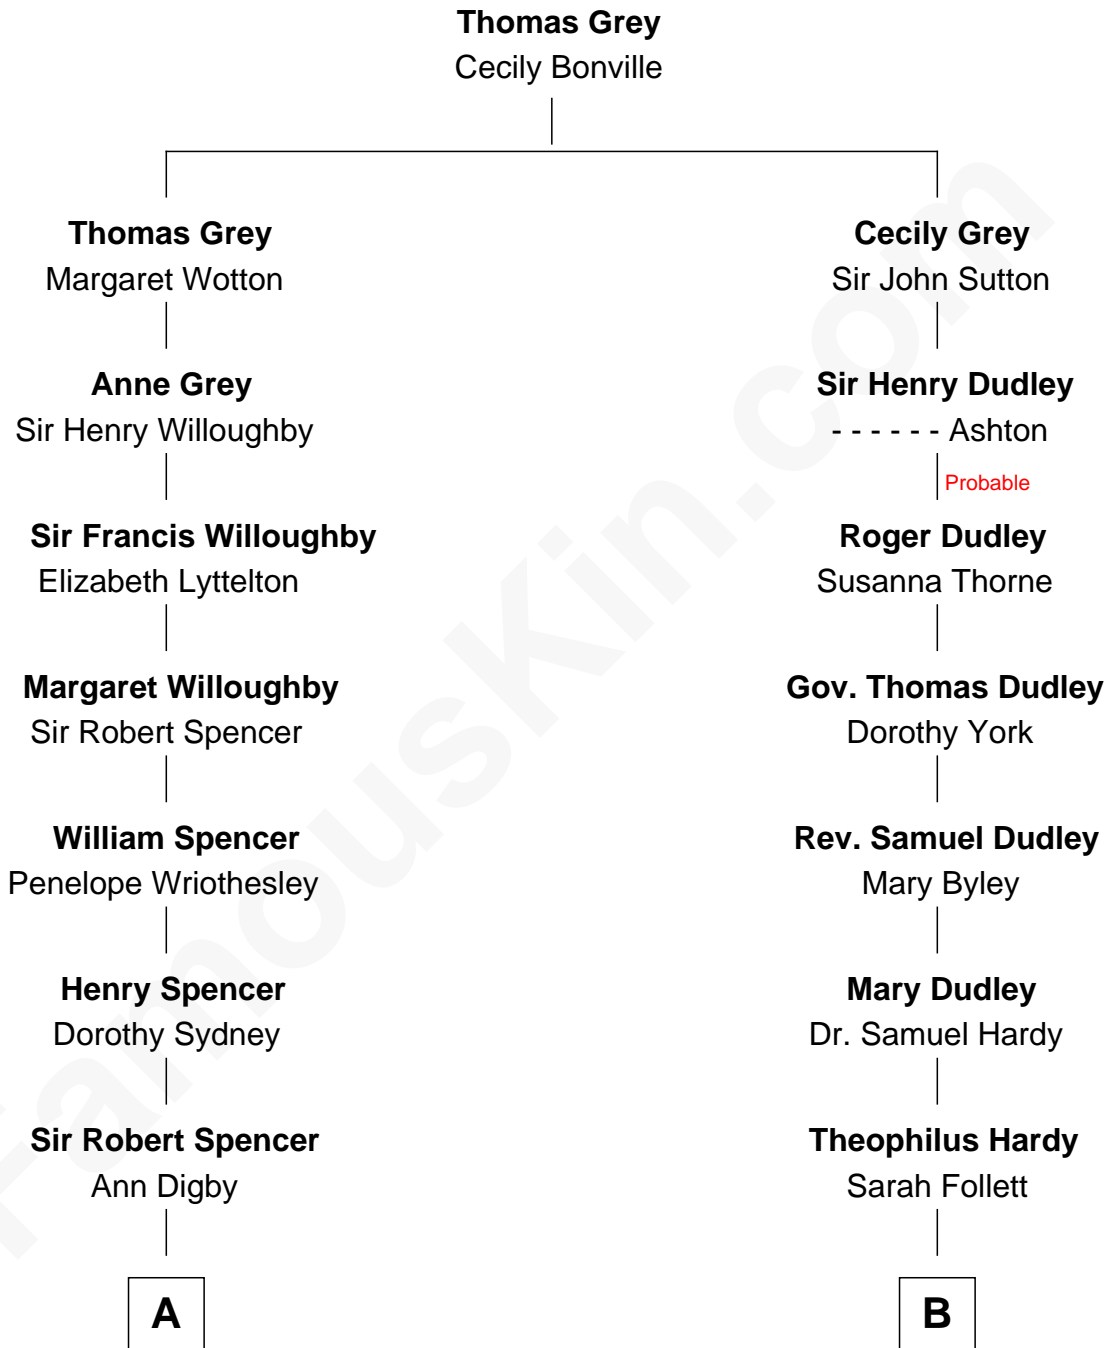 Thomas Grey
Cecily Bonville
Thomas Grey
Margaret Wotton
Anne Grey
Sir Henry Willoughby
Sir Francis Willoughby
Elizabeth Lyttelton
Margaret Willoughby
Sir Robert Spencer
William Spencer
Penelope Wriothesley
Henry Spencer
Dorothy Sydney
Sir Robert Spencer
Ann Digby
A
Cecily Grey
Sir John Sutton
Sir Henry Dudley
- - - - - - Ashton
Probable
Roger Dudley
Susanna Thorne
Gov. Thomas Dudley
Dorothy York
Rev. Samuel Dudley
Mary Byley
Mary Dudley
Dr. Samuel Hardy
Theophilus Hardy
Sarah Follett
B
FamousKin.com